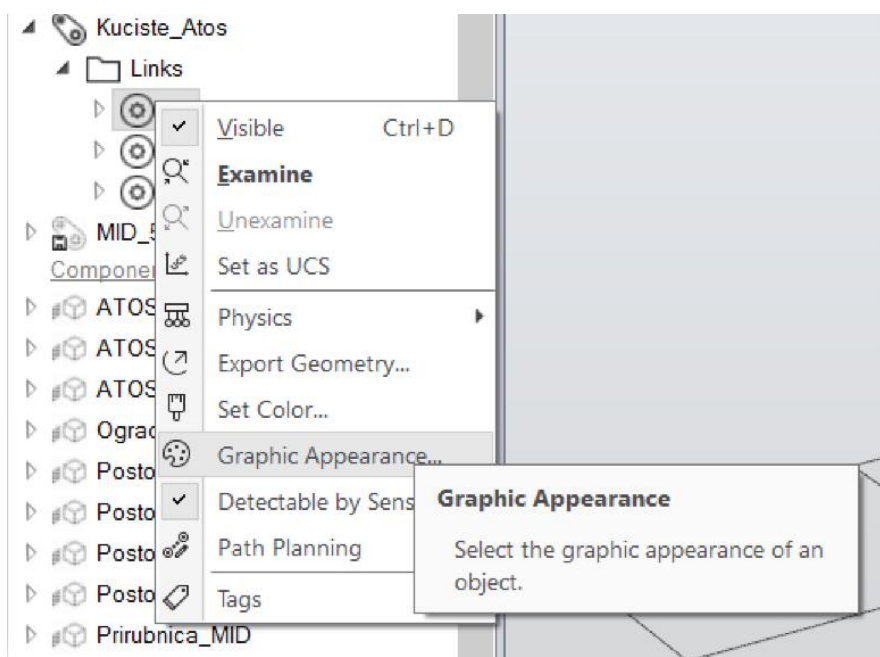 Kuciste_Atos
Links
Visible Ctrl+D
Examine
Unexamine
MID_5
Set as UCS
Componen
ATOS
Physics
ATOS
Export Geometry...
ATOS
Set Color...
Ograd
Graphic Appearance...
Posto
Detectable by Sens
Graphic Appearance
Posto
Select the graphic appearance of an
object.
Posto
Path Planning
Posto
Tags
Prirubnica_MID